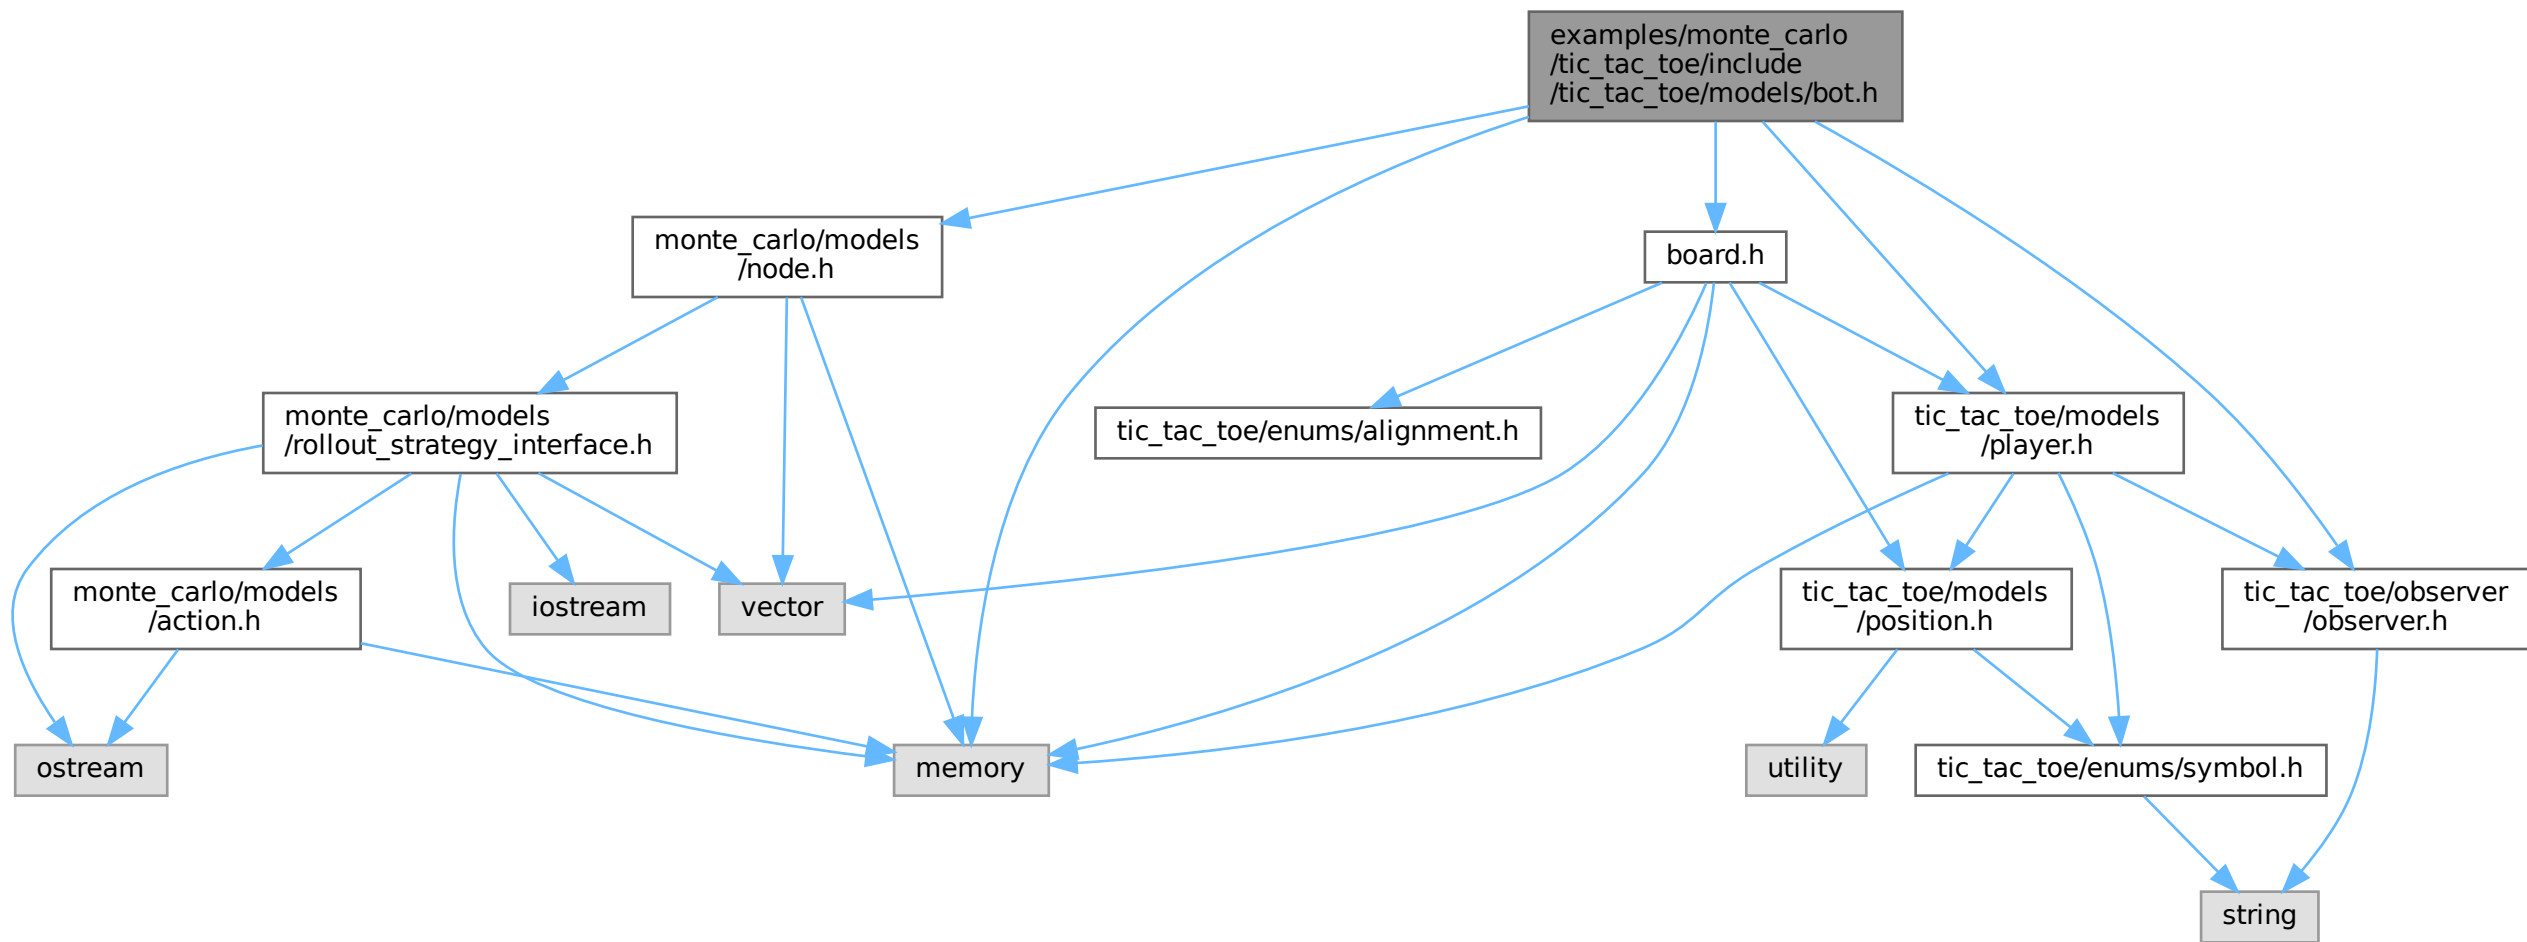 examples/monte_carlo
/tic_tac_toe/include
/tic_tac_toe/models/bot.h
monte_carlo/models
/node.h
board.h
monte_carlo/models
/rollout_strategy_interface.h
tic_tac_toe/enums/alignment.h
tic_tac_toe/models
/player.h
monte_carlo/models
/action.h
iostream
vector
tic_tac_toe/models
/position.h
tic_tac_toe/observer
/observer.h
ostream
memory
utility
tic_tac_toe/enums/symbol.h
string